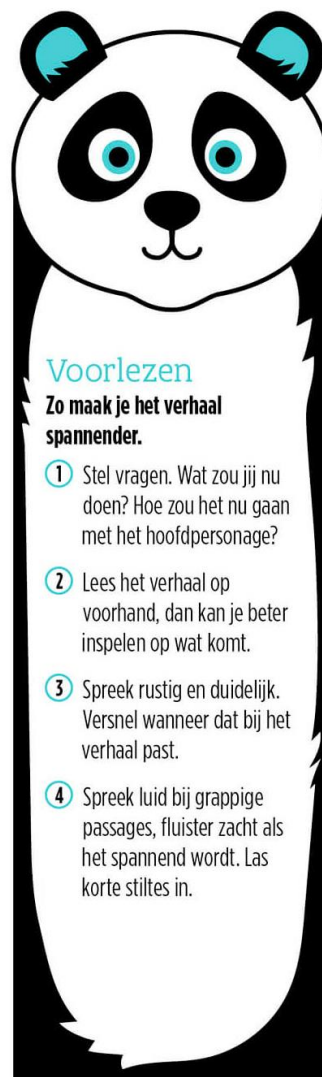 Voorlezen
Zo maak je het verhaal
spannender.
1 Stel vragen. Wat zou jij nu
doen? Hoe zou het nu gaan
met het hoofdpersonage?
2 Lees het verhaal op
voorhand, dan kan je beter
inspelen op wat komt.
3 Spreek rustig en duidelijk.
Versnel wanneer dat bij het
verhaal past.
4 Spreek luid bij grappige
passages, fluister zacht als
het spannend wordt. Las
korte stiltes in.